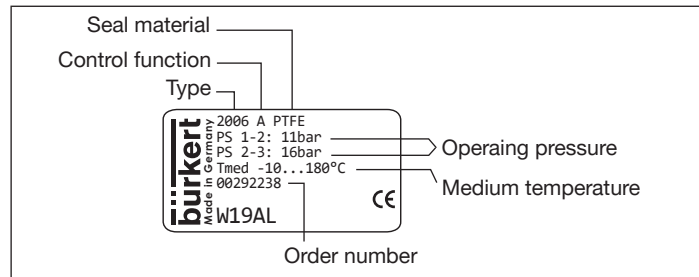 Seal material
Control function
Type
bürkert
Made in Germany
2006 A PTFE
PS 1-2: 11bar
PS 2-3: 16bar
Tmed -10...180°C
00292238
CE
W19AL
Operaing pressure
Medium temperature
Order number